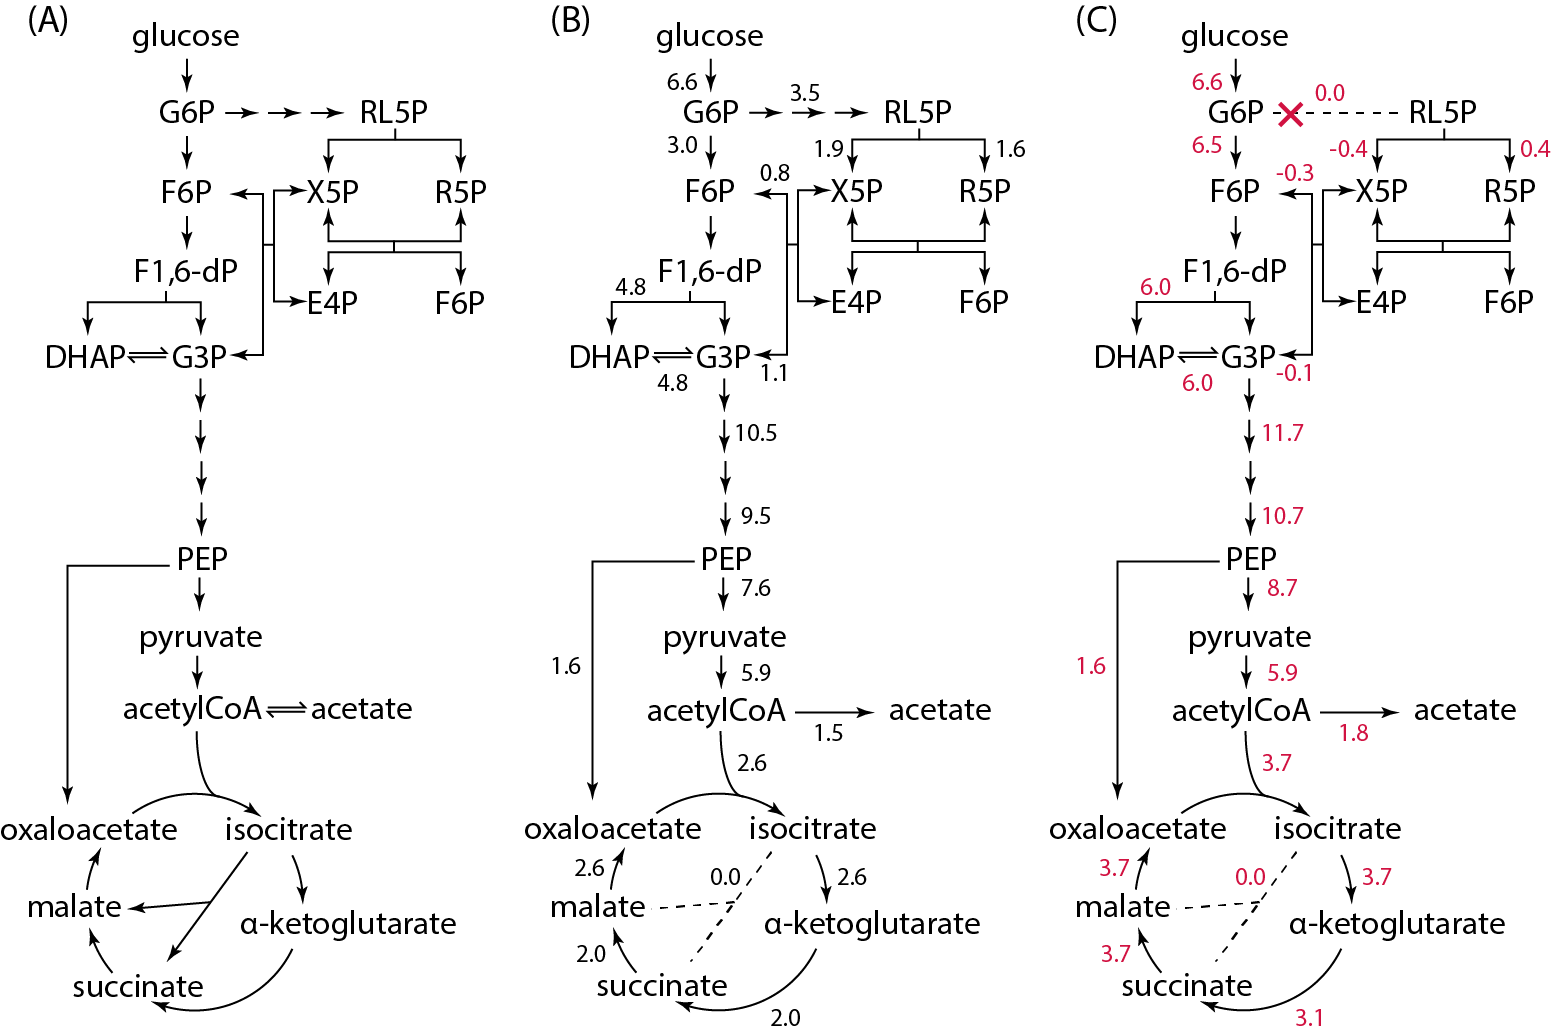 (A)
glucose
G6P
RL5P
F6P
X5P
R5P
F1,6-dP
E4P
F6P
DHAP
G3P
PEP
pyruvate
acetylCoA
acetate
oxaloacetate
isocitrate
malate
α-ketoglutarate
succinate
(B)
glucose
6.6
3.5
G6P
RL5P
3.0
1.9
1.6
0.8
F6P
X5P
R5P
F1,6-dP
4.8
E4P
F6P
DHAP
G3P
4.8
1.1
10.5
9.5
PEP
7.6
pyruvate
1.6
5.9
acetylCoA
acetate
1.5
2.6
oxaloacetate
isocitrate
2.6
0.0
2.6
malate
α-ketoglutarate
2.0
succinate
2.0
(C)
glucose
6.6
0.0
G6P
RL5P
6.5
-0.4
0.4
-0.3
F6P
X5P
R5P
F1,6-dP
6.0
E4P
F6P
DHAP
G3P
6.0
-0.1
11.7
10.7
PEP
8.7
pyruvate
1.6
5.9
acetylCoA
acetate
1.8
3.7
oxaloacetate
isocitrate
3.7
0.0
3.7
malate
α-ketoglutarate
3.7
succinate
3.1